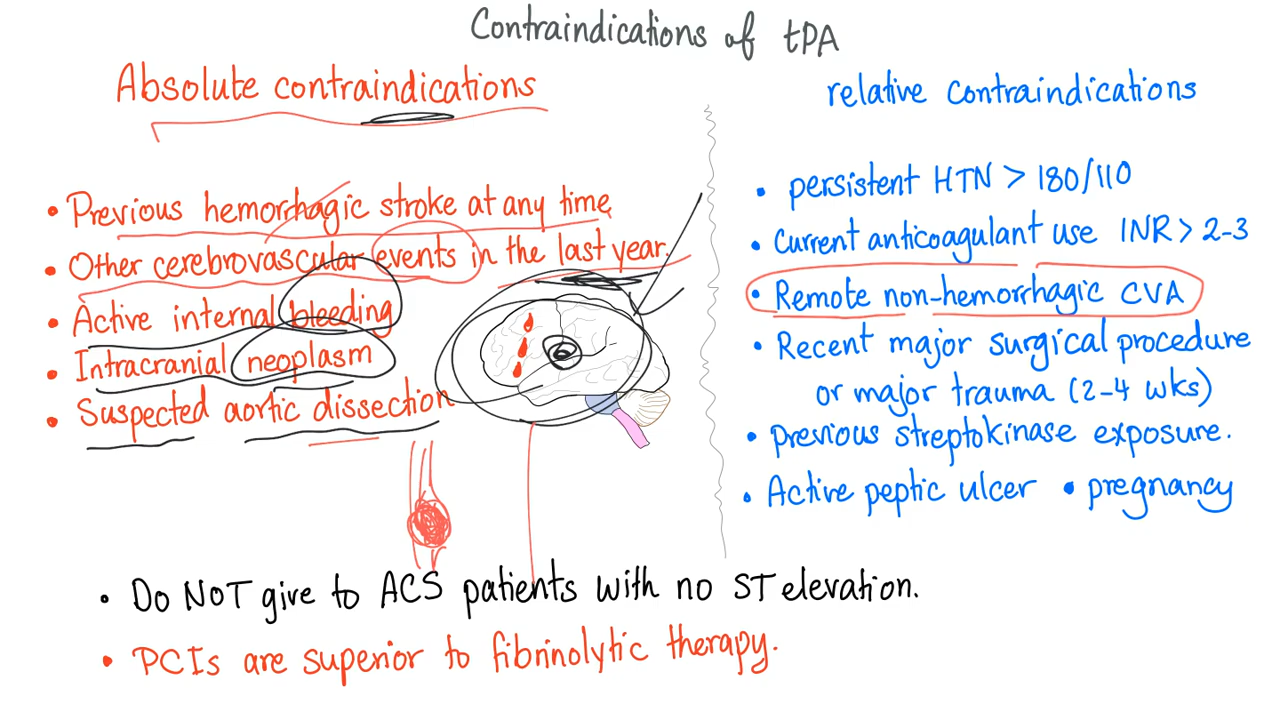 Contraindications of tPA
Absolute contraindications
• Previous hemorrhagic stroke at any time.
• Other cerebrovascular events in the last year.
• Active internal bleeding
• Intracranial neoplasm
• Suspected aortic dissection
relative contraindications
• persistent HTN > 180/110
• Current anticoagulant use INR > 2-3
• Remote non-hemorrhagic CVA
• Recent major surgical procedure
or major trauma (2-4 wks)
• Previous streptokinase exposure.
• Active peptic ulcer • pregnancy
• Do NOT give to ACS patients with no ST elevation.
• PCIs are superior to fibrinolytic therapy.